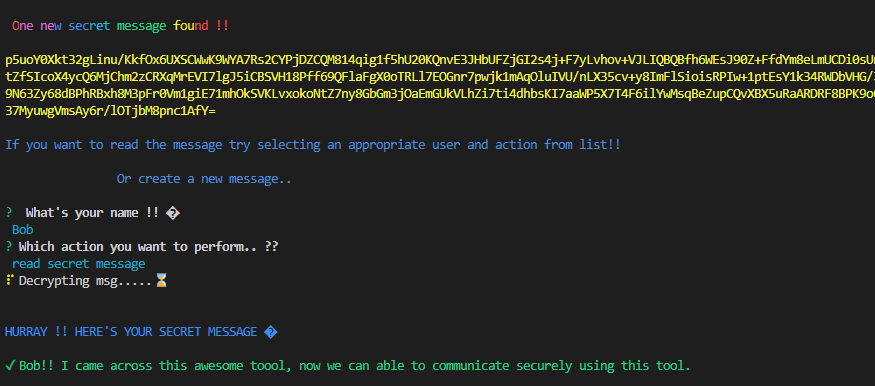 One new secret message found !!
p5uoY0Xkt32gLinu/KkfOx6UXSCWwK9WYA7Rs2CYPjDZCQM814qig1f5hU20KQnvE3JHbUFZjGI2s4j+F7yLvhov+VJLIQBQBfh6WEsJ90Z+FfdYm8eLmUCDi0sU
tZfSIcoX4ycQ6MjChm2zCRXqMrEVI7lgJ5iCBSVH18Pff69QFlaFgX0oTRLl7EOGnr7pwjk1mAqOluIVU/nLX35cv+y8ImFlSioisRPIw+1ptEsY1k34RWDbVHG/
9N63Zy68dBPhRBxh8M3pFr0Vm1giE71mhOkSVKLvxokoNtZ7ny8GbGm3jOaEmGUkVLhZi7ti4dhbsKI7aaWP5X7T4F6ilYwMsqBeZupCQvXBX5uRaARDRF8BPK9o
37MyuwgVmsAy6r/lOTjbM8pnc1AfY=
If you want to read the message try selecting an appropriate user and action from list!!
Or create a new message..
? What's your name !! �
Bob
? Which action you want to perform.. ??
read secret message
Decrypting msg.....⌛
HURRAY !! HERE'S YOUR SECRET MESSAGE �
✓ Bob!! I came across this awesome toool, now we can able to communicate securely using this tool.